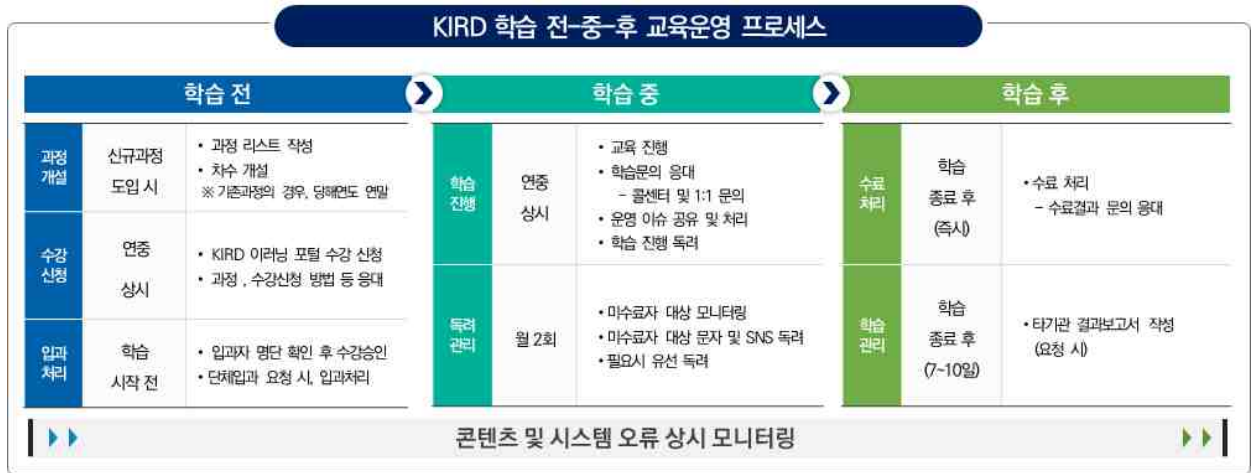 KIRD 학습 전-중-후 교육운영 프로세스
학습 전
과정
개설
신규과정
도입 시
• 과정 리스트 작성
• 차수 개설
※ 기존과정의 경우, 당해연도 연말
수강
신청
연중
상시
• KIRD 이러닝 포털 수강 신청
• 과정 , 수강신청 방법 등 응대
입과
처리
학습
시작 전
• 입과자 명단 확인 후 수강승인
• 단체입과 요청 시, 입과처리
학습 중
학습
진행
연중
상시
• 교육 진행
• 학습문의 응대
– 콜센터 및 1:1 문의
• 운영 이슈 공유 및 처리
• 학습 진행 독려
독려
관리
월 2회
• 미수료자 대상 모니터링
• 미수료자 대상 문자 및 SNS 독려
• 필요시 유선 독려
학습 후
수료
처리
학습
종료 후
(즉시)
• 수료 처리
– 수료결과 문의 응대
학습
관리
학습
종료 후
(7~10일)
• 타기관 결과보고서 작성
(요청 시)
콘텐츠 및 시스템 오류 상시 모니터링